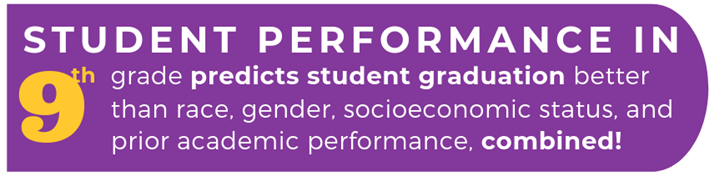 STUDENT PERFORMANCE IN
9th grade predicts student graduation better
than race, gender, socioeconomic status, and
prior academic performance, combined!